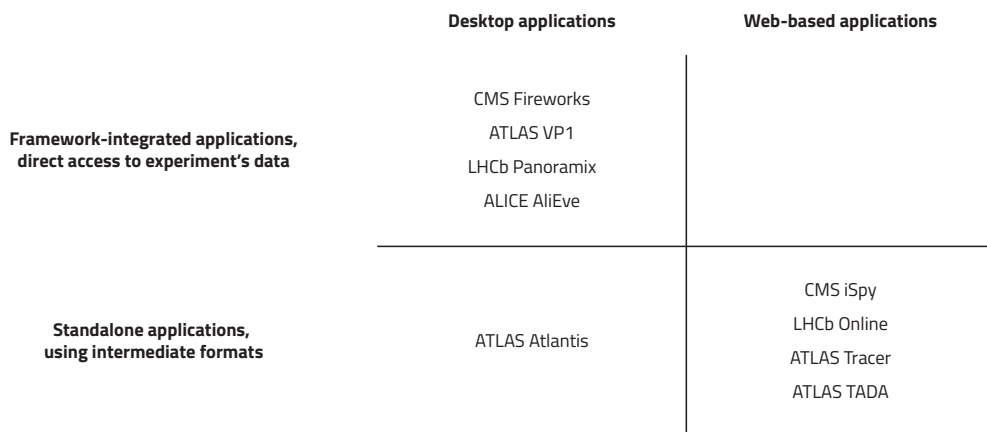 Desktop applications
Web-based applications
Framework-integrated applications,
direct access to experiment’s data
CMS Fireworks
ATLAS VP1
LHCb Panoramix
ALICE AliEve
Standalone applications,
using intermediate formats
ATLAS Atlantis
CMS iSpy
LHCb Online
ATLAS Tracer
ATLAS TADA